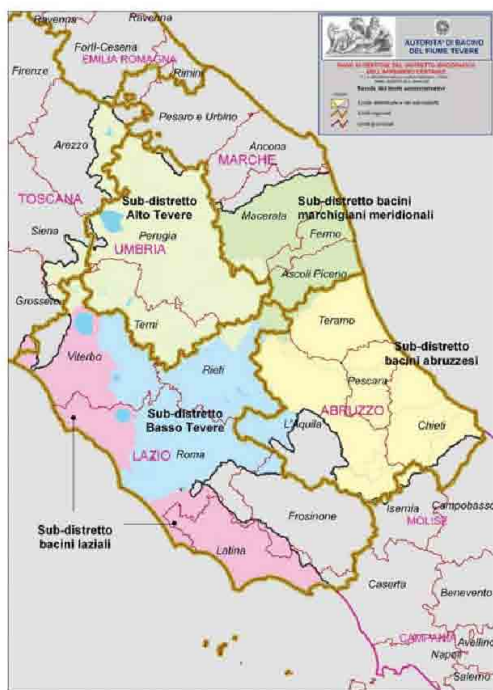 AUTORITA' DI BACINO
DEL FIUME TEVERE
Ravenna
Ravenna
Forlì-Cesena
EMILIA ROMAGNA
Rimini
Firenze
Pesaro e Urbino
Arezzo
Ancona
MARCHE
TOSCANA
Sub-distretto
Alto Tevere
Macerata
Sub-distretto bacini
marchigiani meridionali
Siena
Perugia
UMBRIA
Fermo
Ascoli Piceno
Grosseto
Terni
Teramo
Viterbo
Rieti
Sub-distretto
bacini abruzzesi
Pescara
Sub-distretto
Basso Tevere
ABRUZZO
L'Aquila
Chieti
LAZIO
Roma
Sub-distretto
bacini laziali
Frosinone
Isernia
Campobasso
MOLISE
Latina
Caserta
Benevento
CAMPANIA
Avellino
Napoli
Salerno